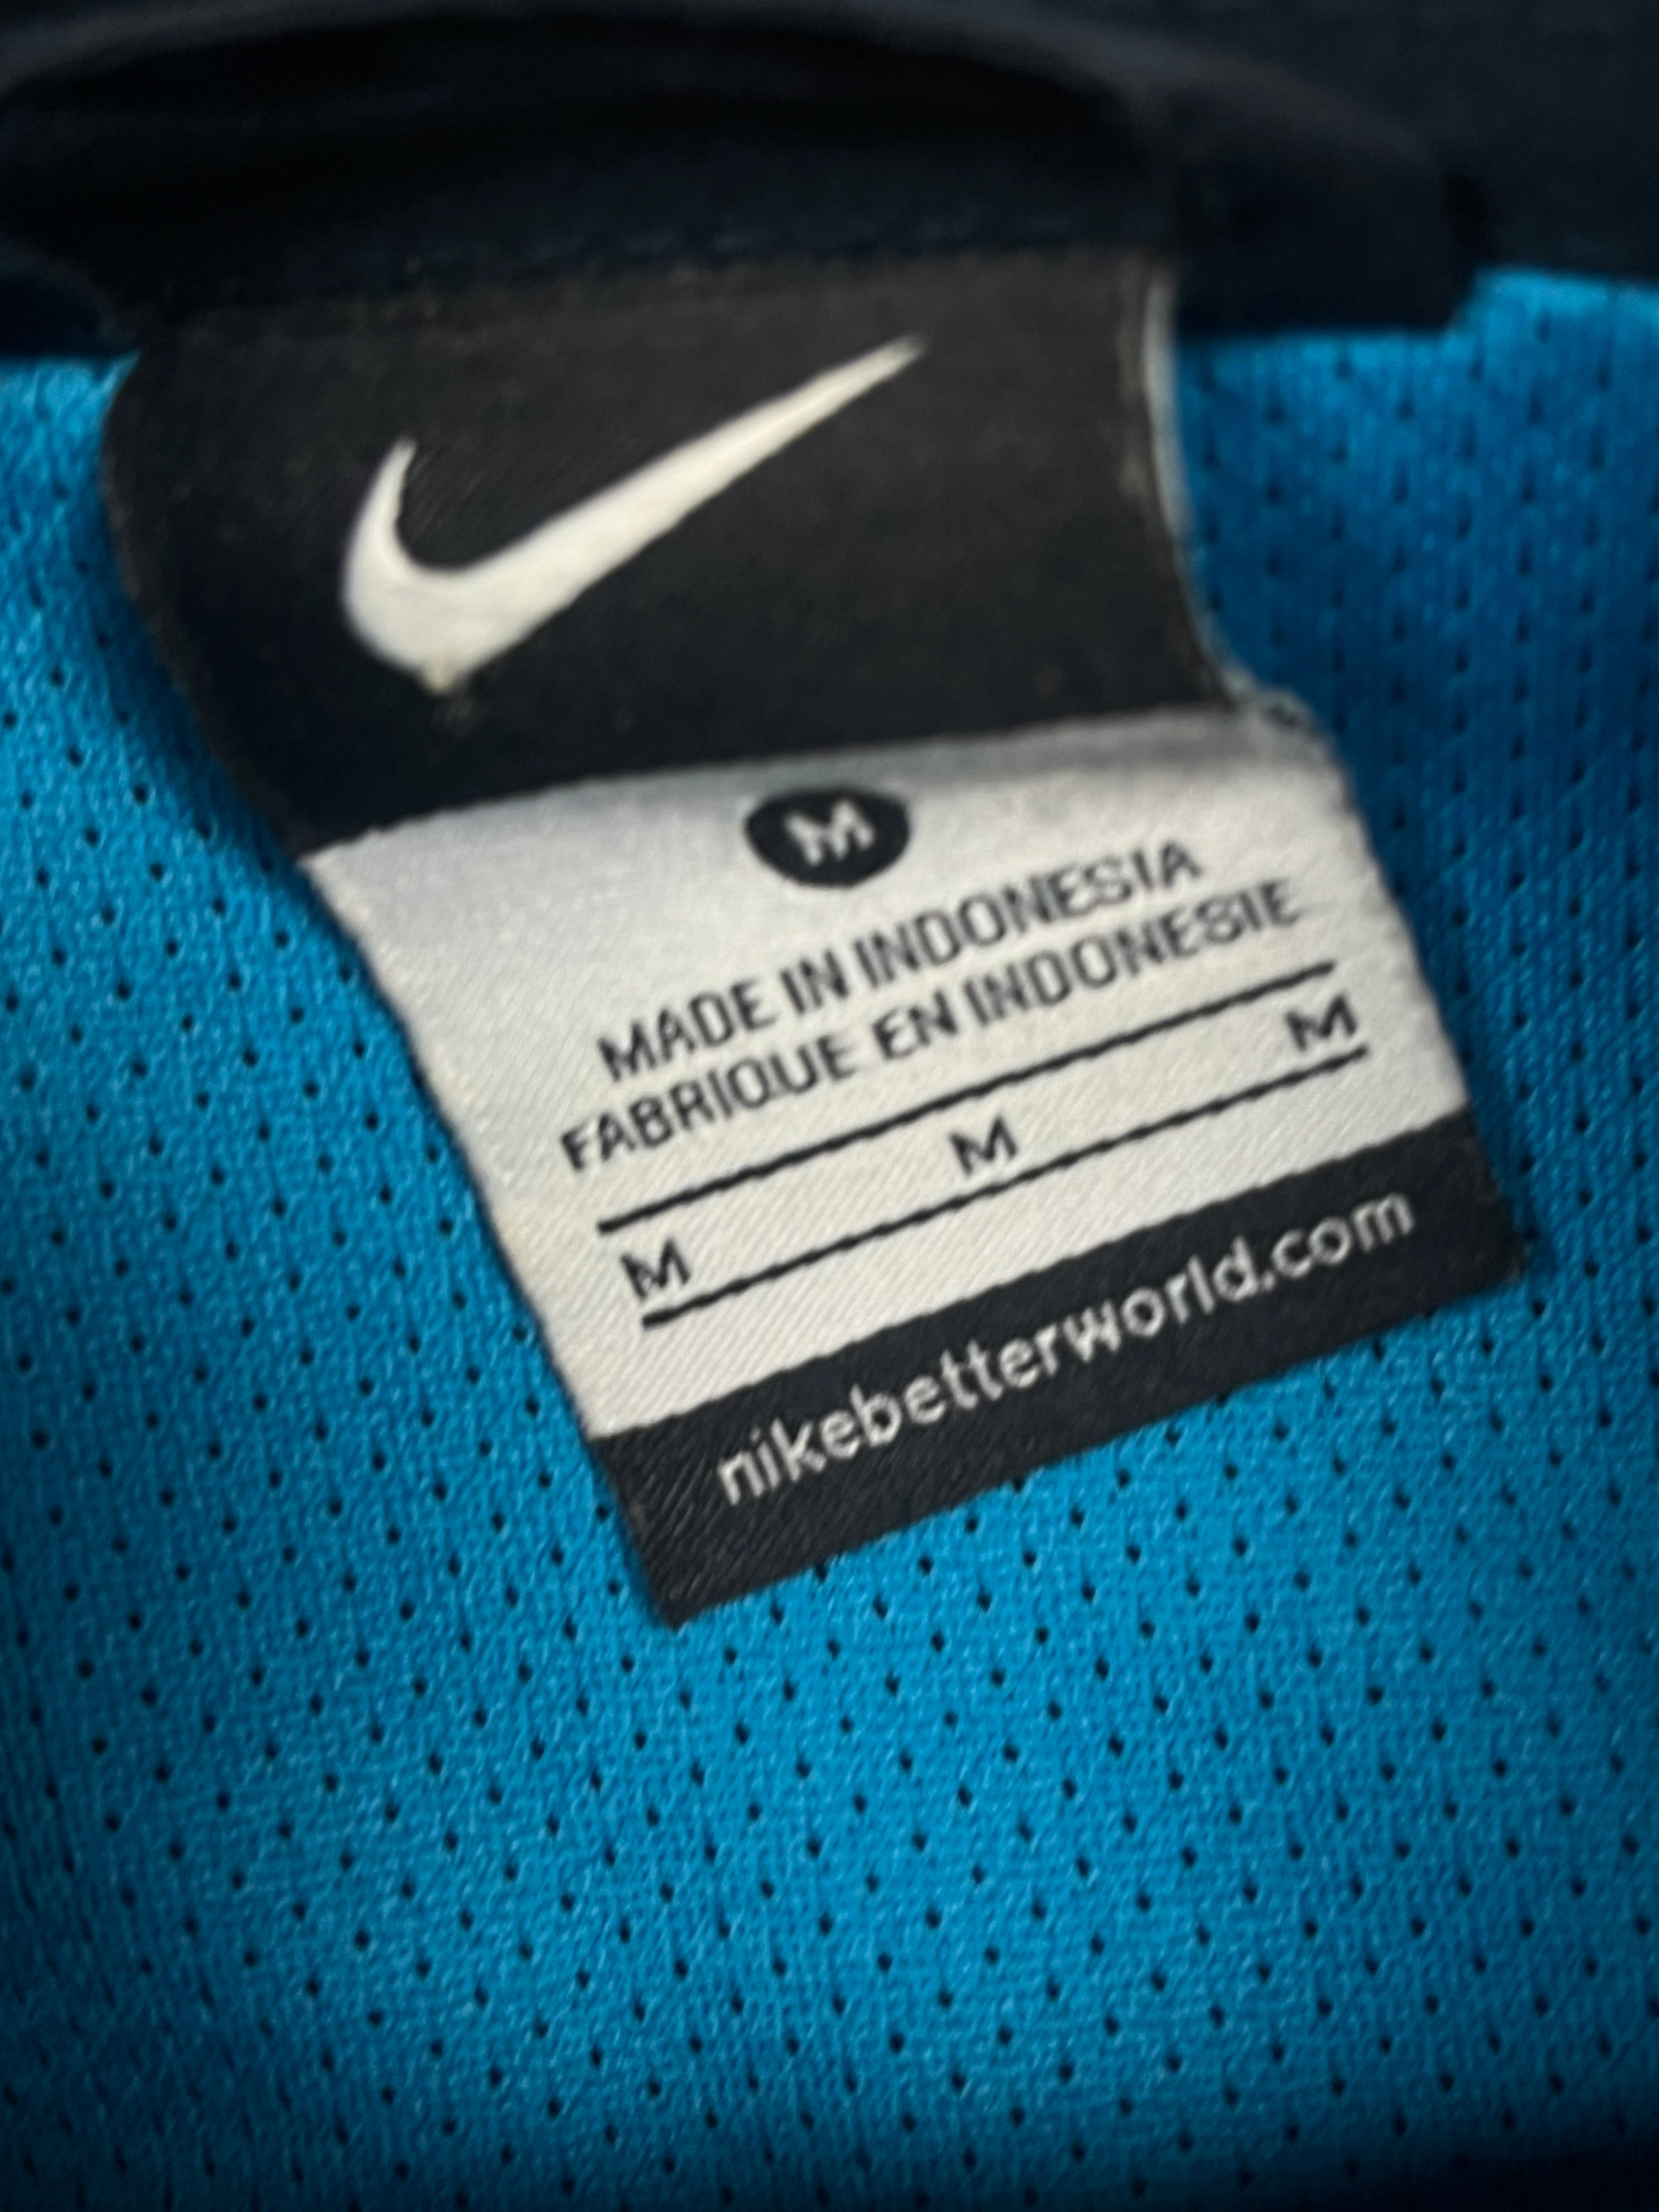 M
MADE IN INDONESIA
FABRIQUE EN INDONESIE
M M M
nikebetterworld.com